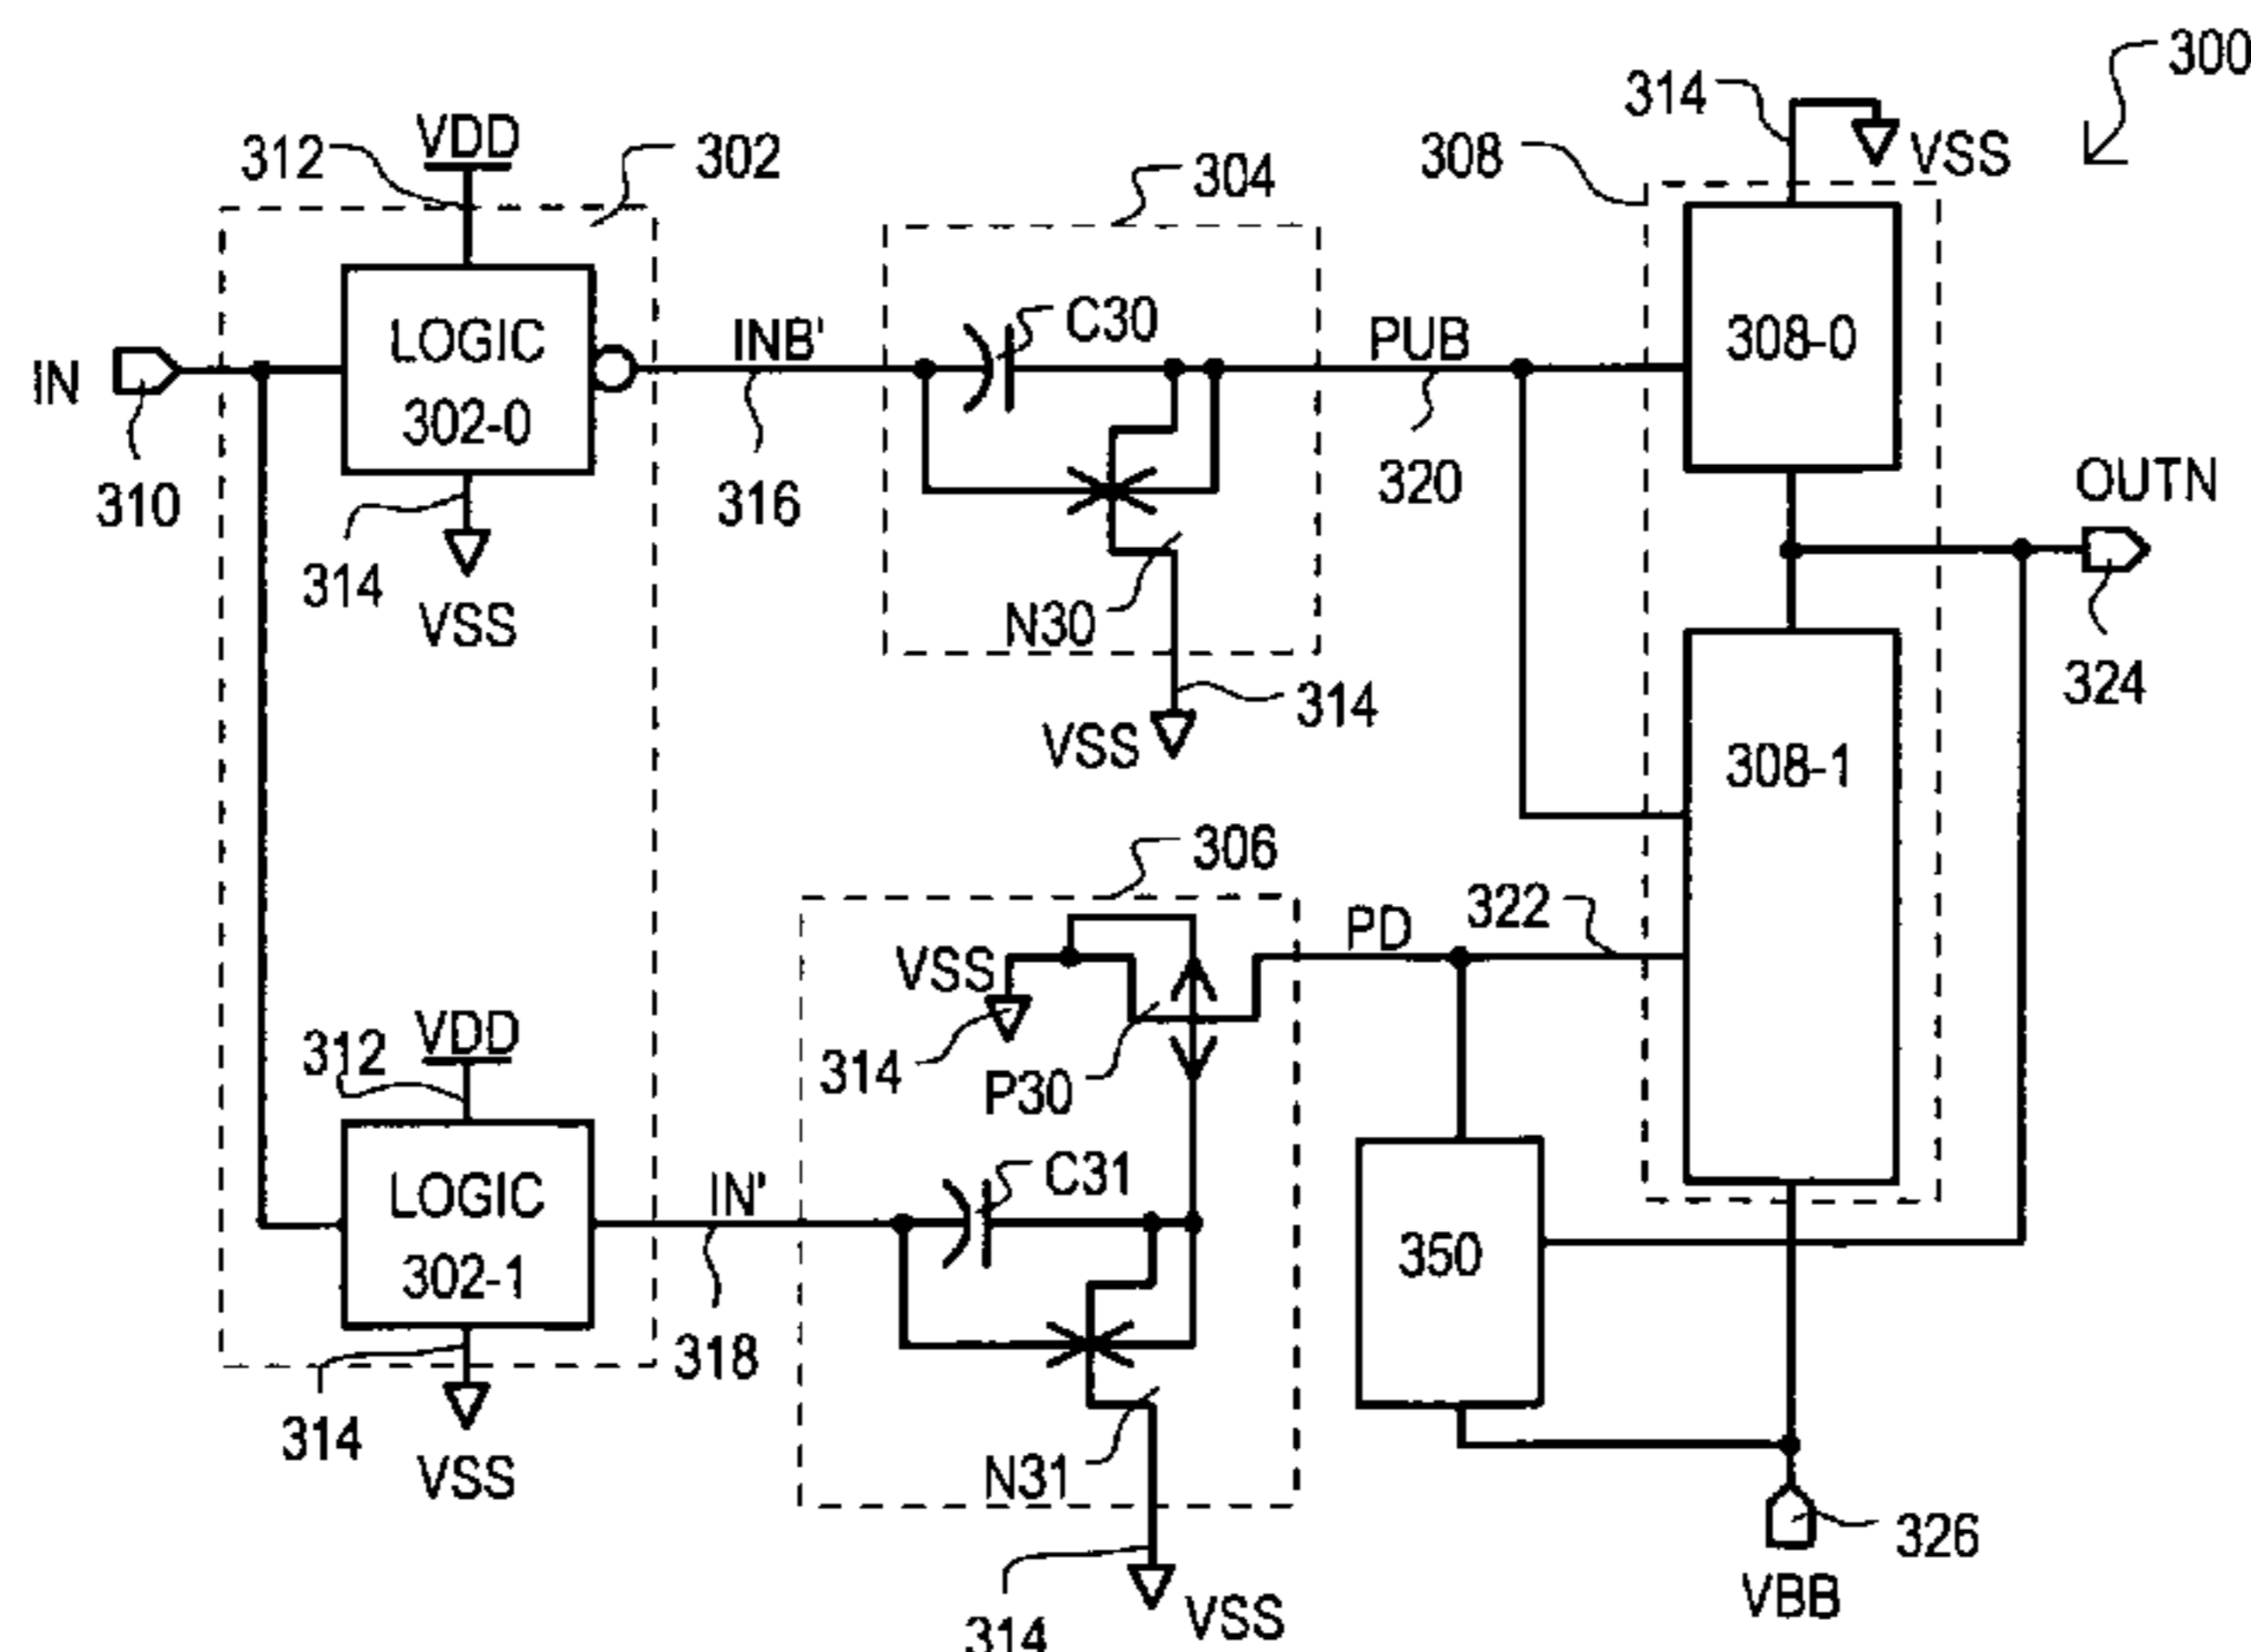 300
314
VSS
308
VDD
312
302
304
LOGIC
302-0
INB'
C30
PUB
308-0
IN
310
316
320
OUTN
324
314
VSS
N30
314
VSS
308-1
306
VSS
PD
322
314
P30
VDD
312
LOGIC
302-1
IN'
C31
350
318
314
VSS
N31
326
VBB
314
VSS